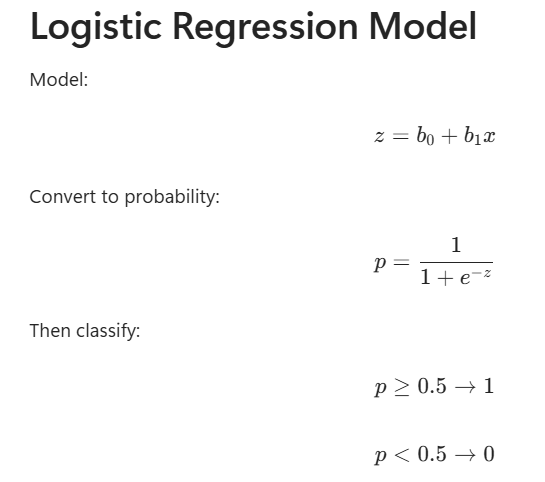 Logistic Regression Model
Model:
z = b₀ + b₁x
Convert to probability:
p = 1 / (1 + e⁻ᶻ)
Then classify:
p ≥ 0.5 → 1
p < 0.5 → 0